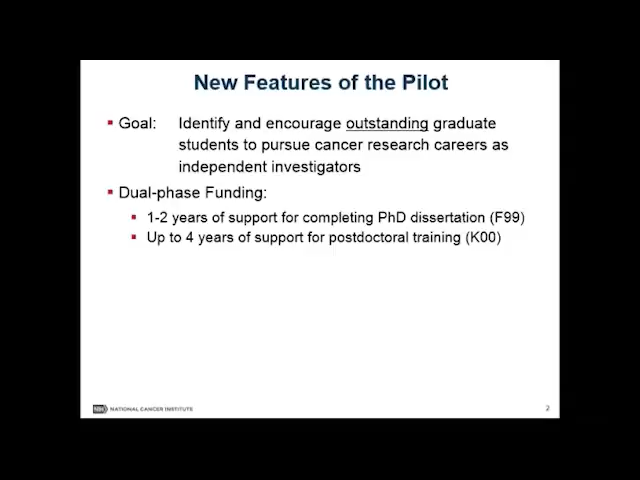 New Features of the Pilot
Goal: Identify and encourage outstanding graduate
students to pursue cancer research careers as
independent investigators
Dual-phase Funding:
1-2 years of support for completing PhD dissertation (F99)
Up to 4 years of support for postdoctoral training (K00)
NIH NATIONAL CANCER INSTITUTE
2